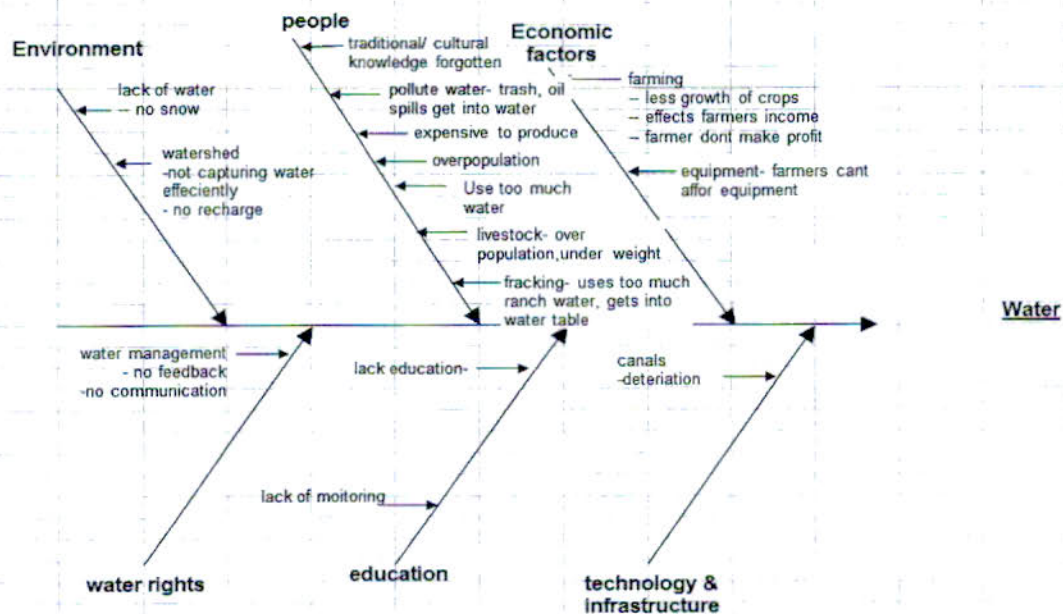 people
Environment
Economic
factors
traditional/ cultural
knowledge forgotten
lack of water
- no snow
pollute water- trash, oil
spills get into water
farming
- less growth of crops
- effects farmers income
- farmer dont make profit
expensive to produce
watershed
-not capturing water
effeciently
- no recharge
overpopulation
equipment- farmers cant
affor equipment
Use too much
water
livestock- over
population,under weight
fracking- uses too much
ranch water, gets into
water table
Water
water management
- no feedback
-no communication
lack education-
canals
-deteriation
lack of moitoring
water rights
education
technology &
infrastructure